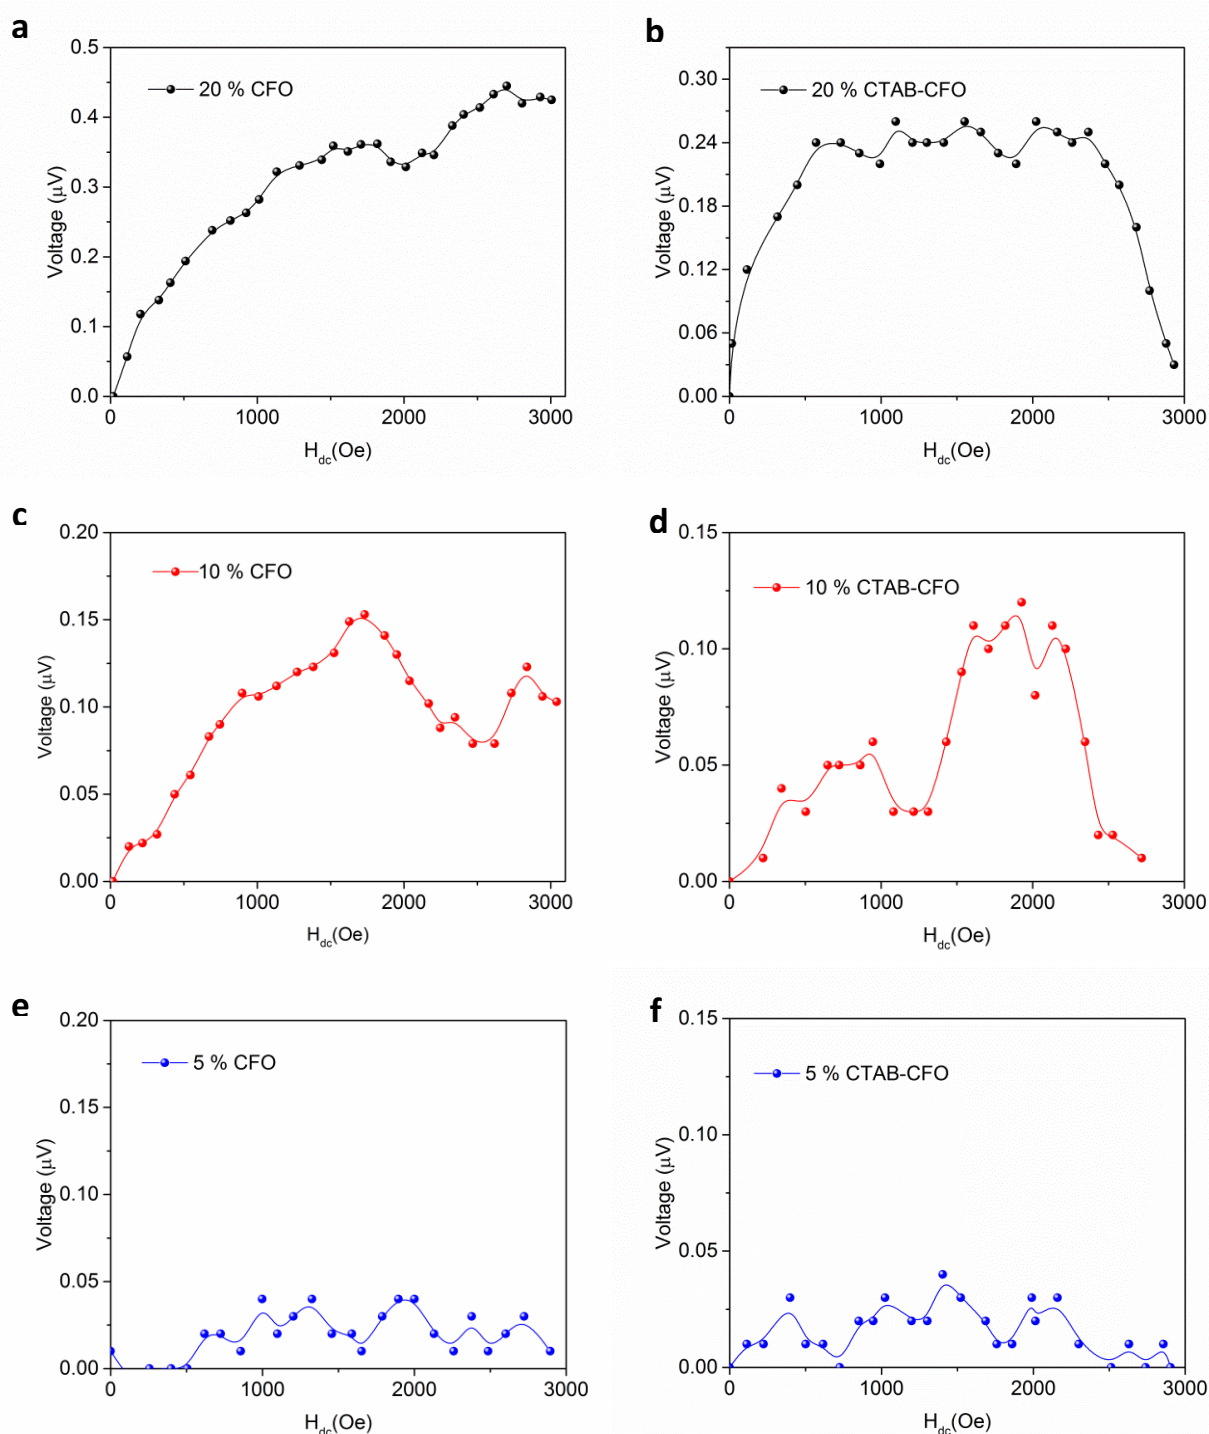 a
0.5
0.4
0.3
0.2
0.1
0.0
Voltage (μV)
20 % CFO
0 1000 2000 3000
Hdc(Oe)
b
0.30
0.24
0.18
0.12
0.06
0.00
Voltage (μV)
20 % CTAB-CFO
0 1000 2000 3000
Hdc(Oe)
c
0.20
0.15
0.10
0.05
0.00
Voltage (μV)
10 % CFO
0 1000 2000 3000
Hdc(Oe)
d
0.15
0.10
0.05
0.00
Voltage (μV)
10 % CTAB-CFO
0 1000 2000 3000
Hdc(Oe)
e
0.20
0.15
0.10
0.05
0.00
Voltage (μV)
5 % CFO
0 1000 2000 3000
Hdc(Oe)
f
0.15
0.10
0.05
0.00
Voltage (μV)
5 % CTAB-CFO
0 1000 2000 3000
Hdc(Oe)